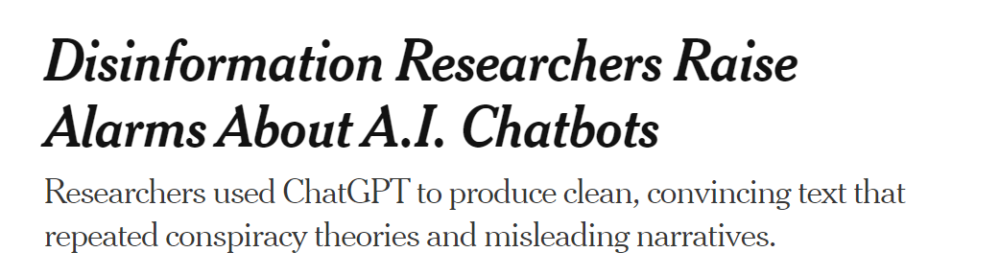 Disinformation Researchers Raise
Alarms About A.I. Chatbots
Researchers used ChatGPT to produce clean, convincing text that
repeated conspiracy theories and misleading narratives.